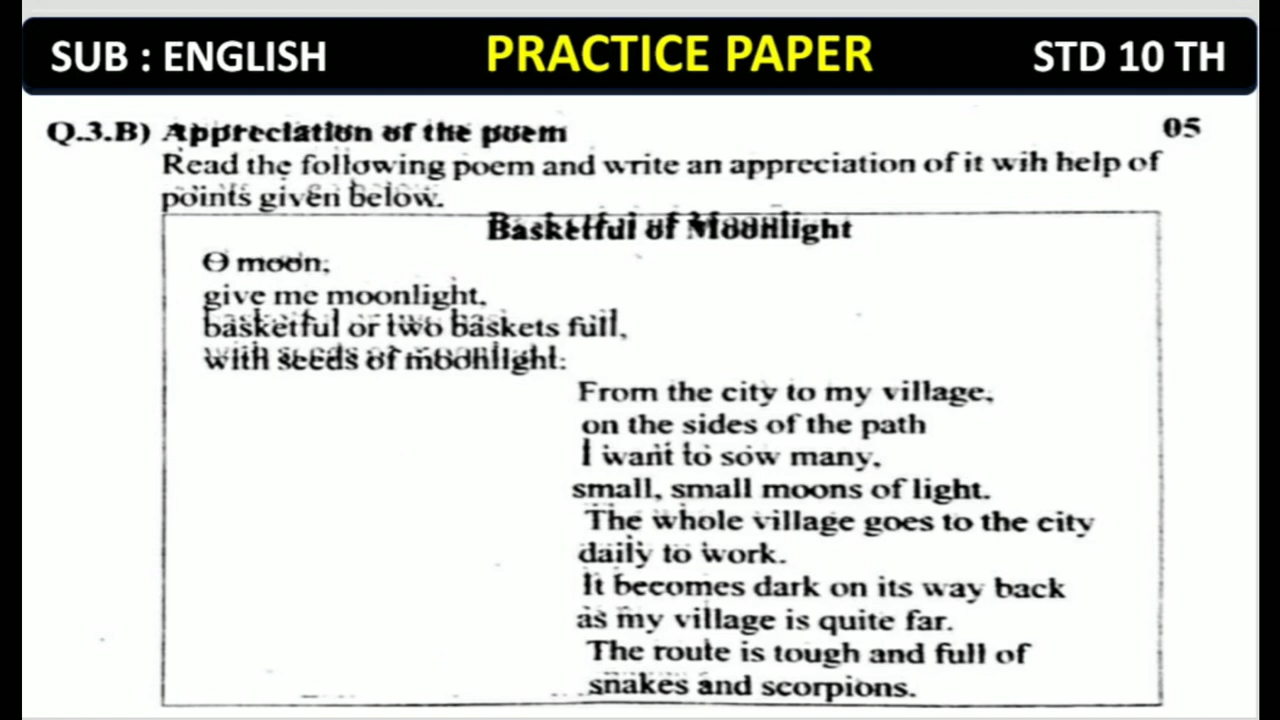 SUB : ENGLISH PRACTICE PAPER STD 10 TH
Q.3.B) Appreciation of the poem 05
Read the following poem and write an appreciation of it wih help of
points given below.
Basketful of Moonlight
O moon,
give me moonlight,
basketful or two baskets full,
with seeds of moonlight.
From the city to my village,
on the sides of the path
I want to sow many,
small, small moons of light.
The whole village goes to the city
daily to work.
It becomes dark on its way back
as my village is quite far.
The route is tough and full of
snakes and scorpions.